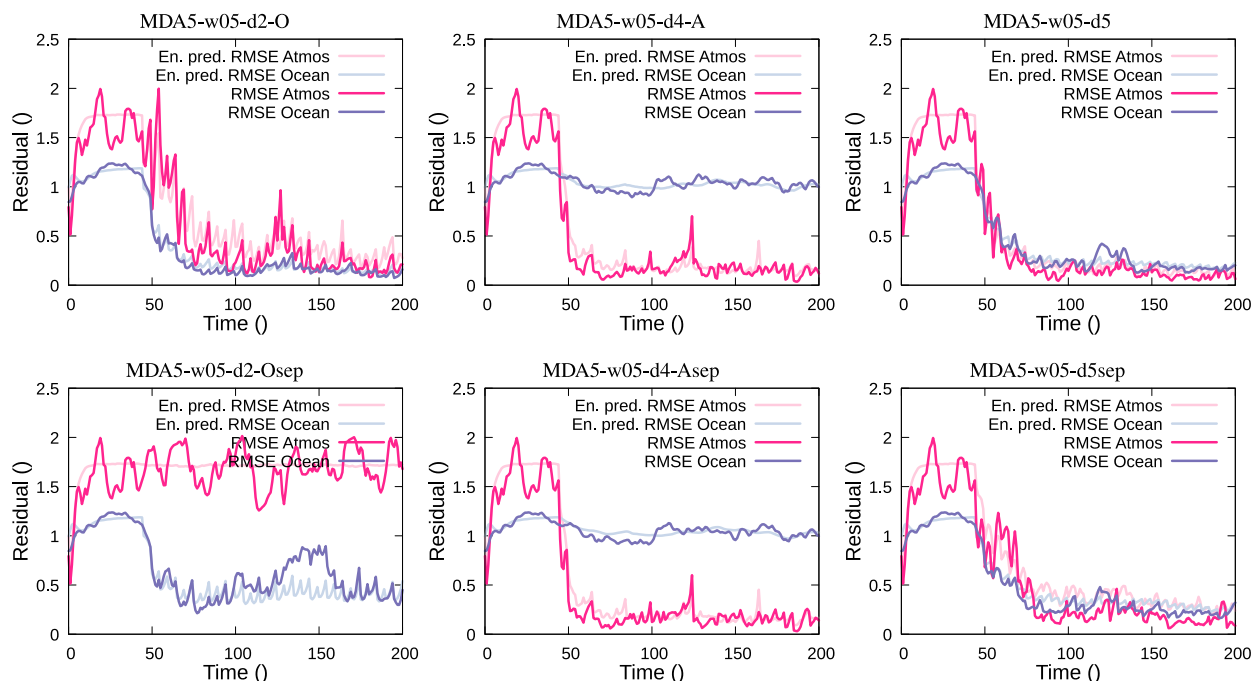 MDA5-w05-d2-O
2.5
2
1.5
1
0.5
0
Residual ()
En. pred. RMSE Atmos
En. pred. RMSE Ocean
RMSE Atmos
RMSE Ocean
0 50 100 150 200
Time ()
MDA5-w05-d4-A
2.5
2
1.5
1
0.5
0
Residual ()
En. pred. RMSE Atmos
En. pred. RMSE Ocean
RMSE Atmos
RMSE Ocean
0 50 100 150 200
Time ()
MDA5-w05-d5
2.5
2
1.5
1
0.5
0
Residual ()
En. pred. RMSE Atmos
En. pred. RMSE Ocean
RMSE Atmos
RMSE Ocean
0 50 100 150 200
Time ()
MDA5-w05-d2-Osep
2.5
2
1.5
1
0.5
0
Residual ()
En. pred. RMSE Atmos
En. pred. RMSE Ocean
RMSE Atmos
RMSE Ocean
0 50 100 150 200
Time ()
MDA5-w05-d4-Asep
2.5
2
1.5
1
0.5
0
Residual ()
En. pred. RMSE Atmos
En. pred. RMSE Ocean
RMSE Atmos
RMSE Ocean
0 50 100 150 200
Time ()
MDA5-w05-d5sep
2.5
2
1.5
1
0.5
0
Residual ()
En. pred. RMSE Atmos
En. pred. RMSE Ocean
RMSE Atmos
RMSE Ocean
0 50 100 150 200
Time ()